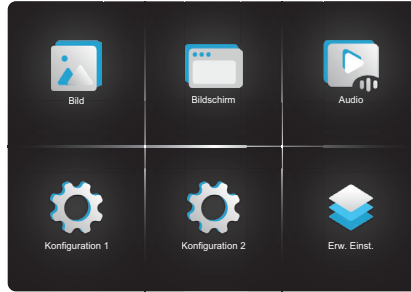 Bild
Bildschirm
Audio
Konfiguration 1
Konfiguration 2
Erw. Einst.